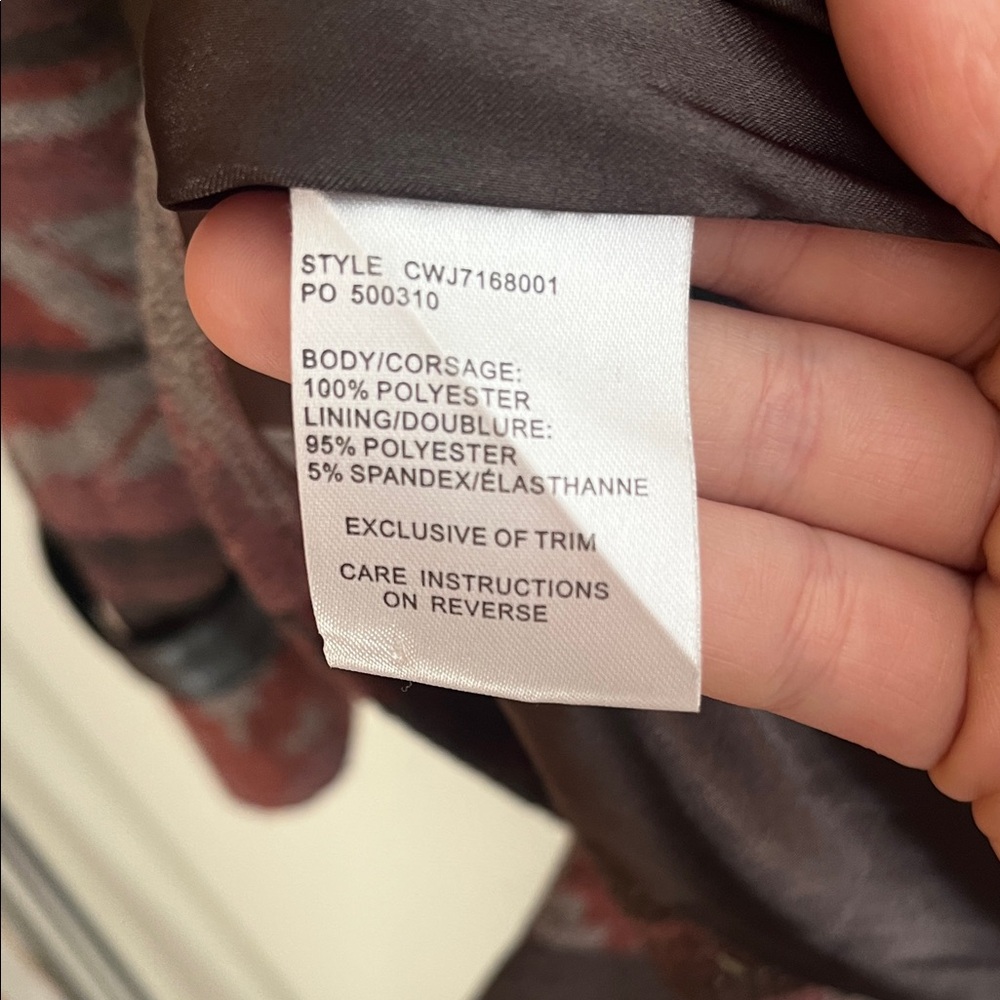 STYLE CWJ7168001
PO 500310
BODY/CORSAGE:
100% POLYESTER
LINING/DOUBLURE:
95% POLYESTER
5% SPANDEX/ÉLASTHANNE
EXCLUSIVE OF TRIM
CARE INSTRUCTIONS
ON REVERSE